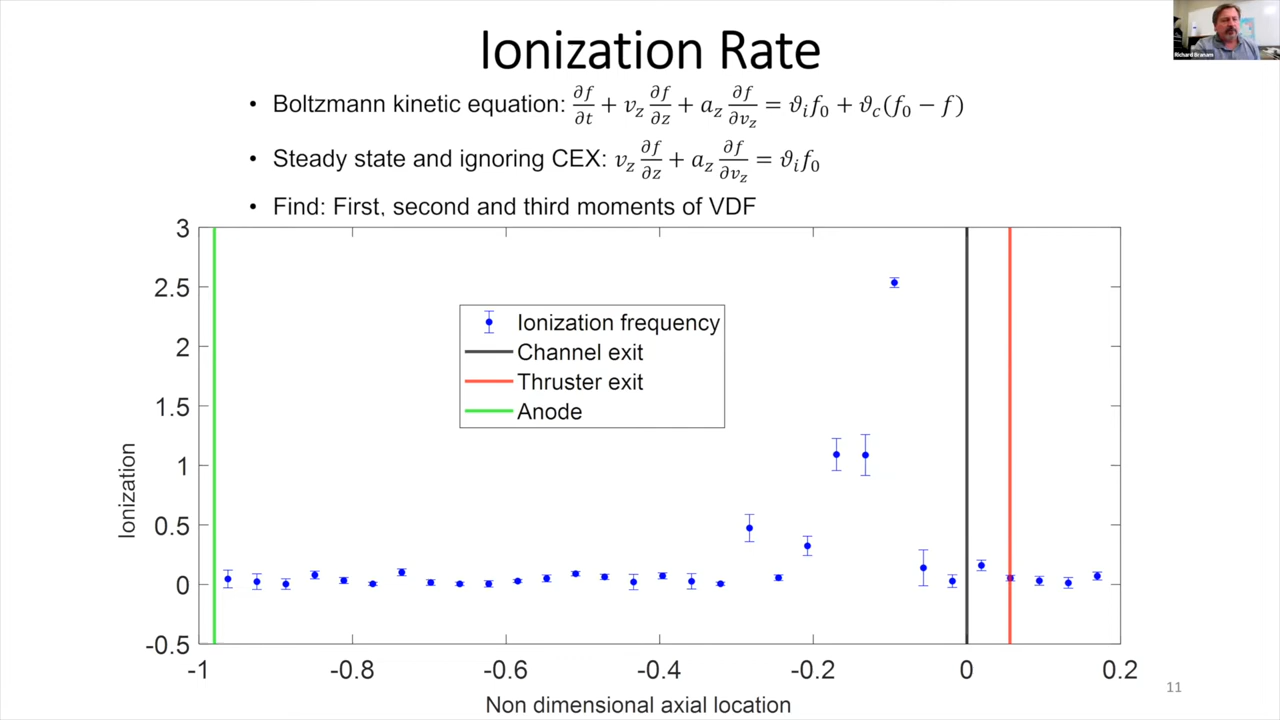 Ionization Rate
Richard Branam
• Boltzmann kinetic equation: ∂f/∂t + v_z ∂f/∂z + a_z ∂f/∂v_z = ϑ_i f_0 + ϑ_c(f_0 − f)
• Steady state and ignoring CEX: v_z ∂f/∂z + a_z ∂f/∂v_z = ϑ_i f_0
• Find: First, second and third moments of VDF
3
2.5
2
1.5
1
0.5
0
-0.5
Ionization
Ionization frequency
Channel exit
Thruster exit
Anode
-1 -0.8 -0.6 -0.4 -0.2 0 0.2
Non dimensional axial location
11